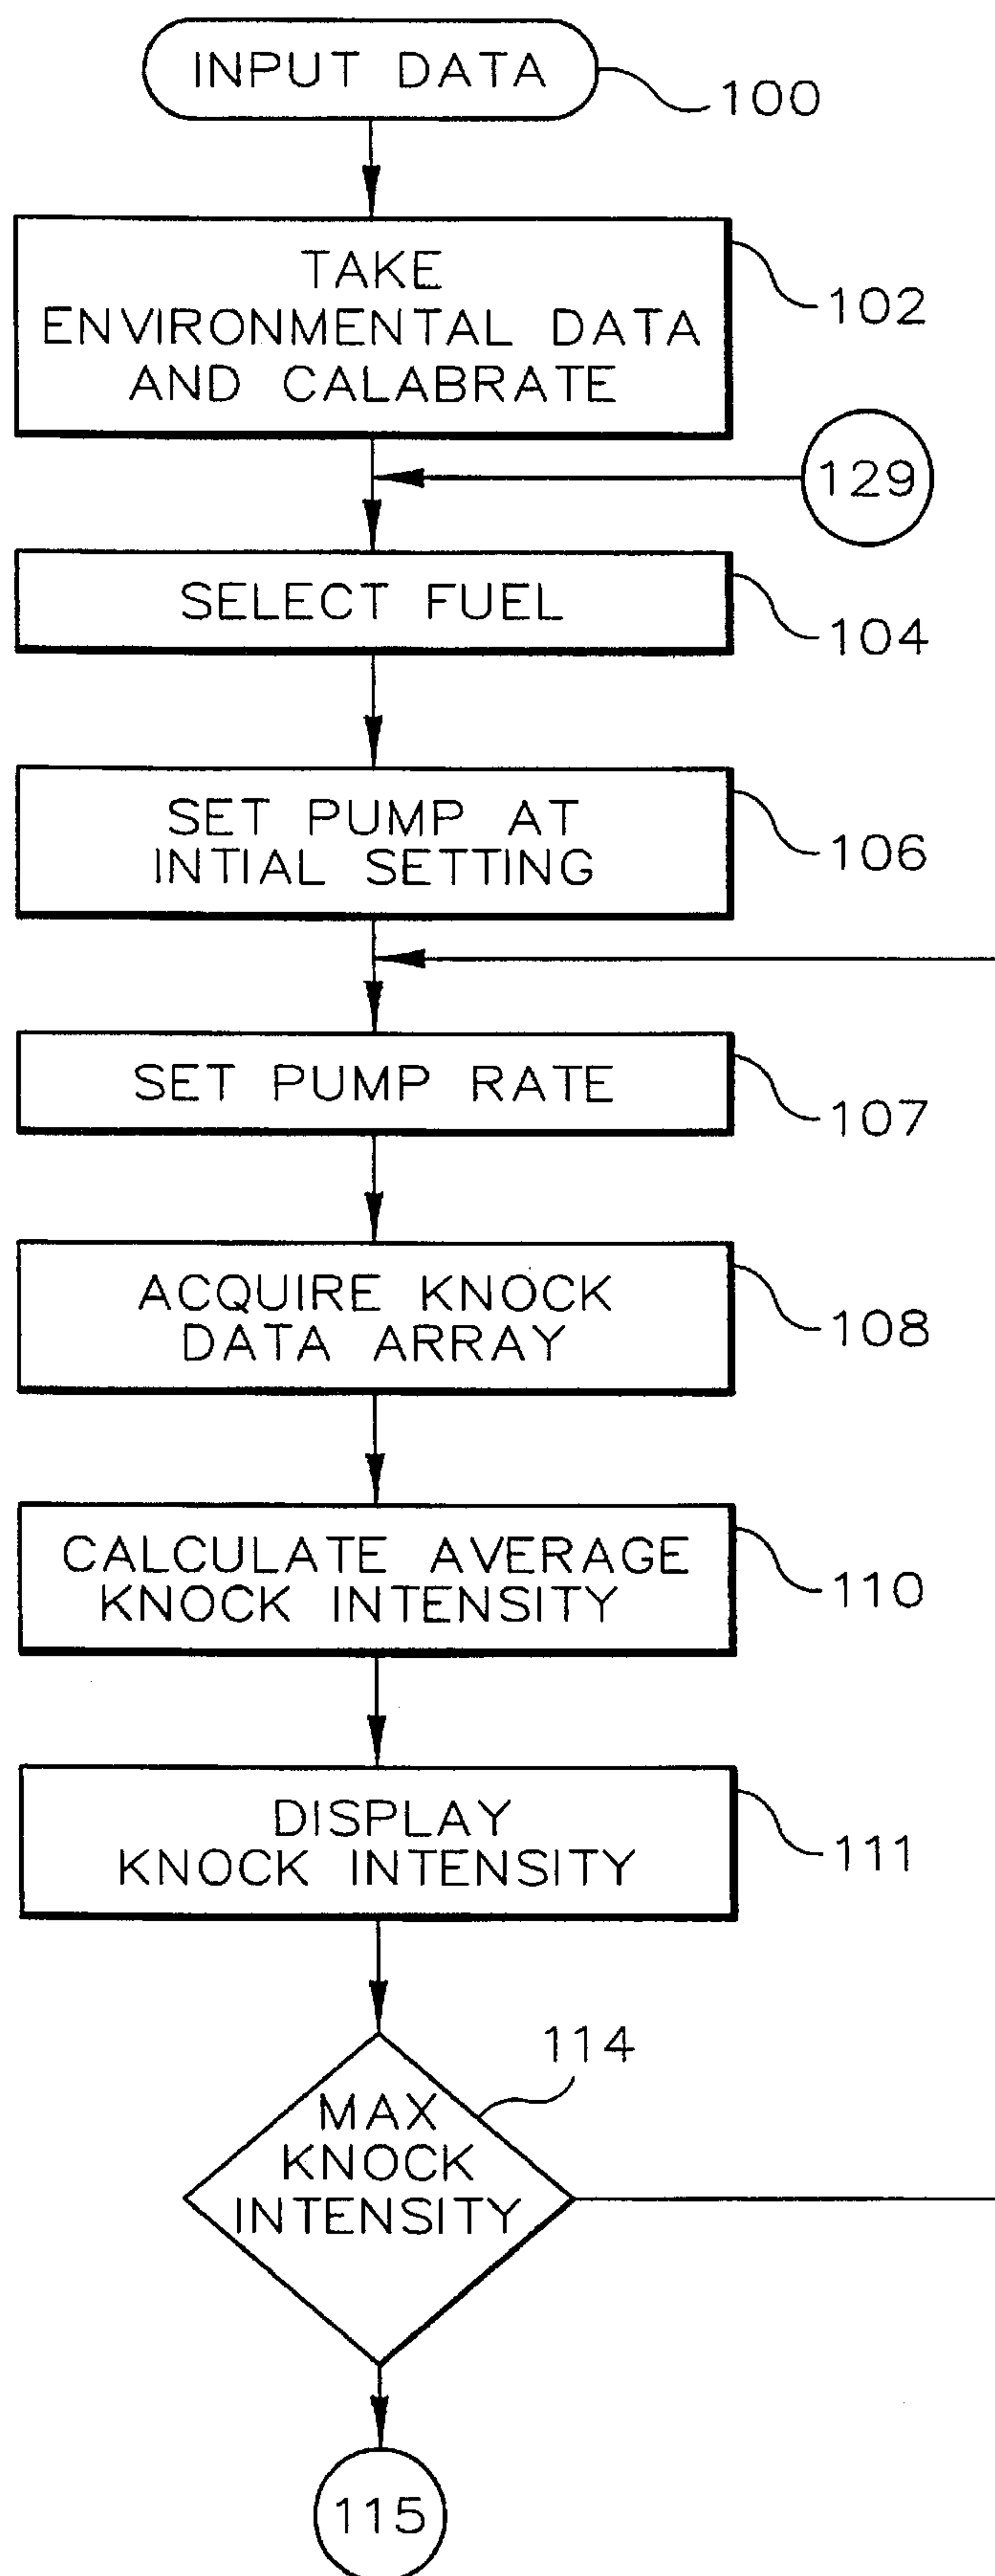 INPUT DATA
100
TAKE
ENVIRONMENTAL DATA
AND CALABRATE
102
129
SELECT FUEL
104
SET PUMP AT
INTIAL SETTING
106
SET PUMP RATE
107
ACQUIRE KNOCK
DATA ARRAY
108
CALCULATE AVERAGE
KNOCK INTENSITY
110
DISPLAY
KNOCK INTENSITY
111
114
MAX
KNOCK
INTENSITY
115